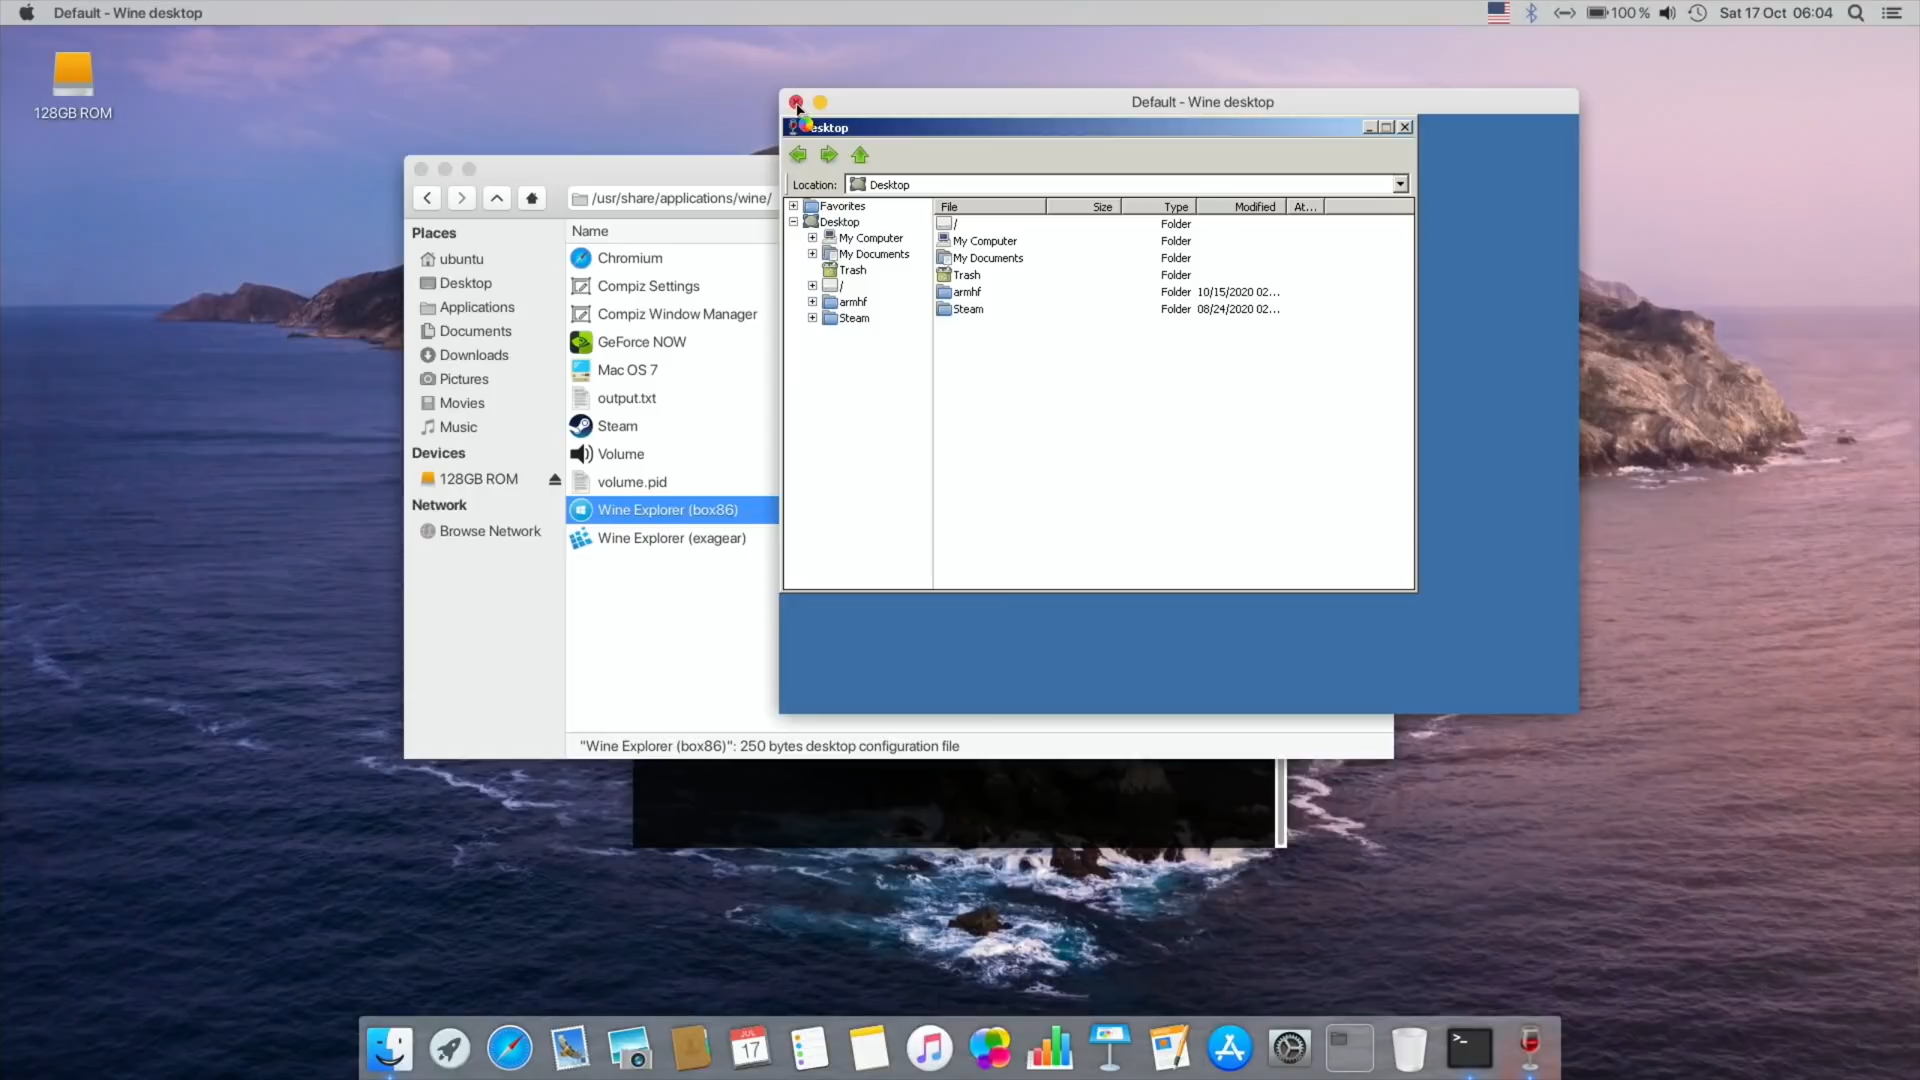 Default - Wine desktop
100 %
Sat 17 Oct 06:04
128GB ROM
Default - Wine desktop
esktop
Location:
Desktop
Favorites
Desktop
My Computer
My Documents
Trash
/
armhf
Steam
File Size Type Modified At...
/ Folder
My Computer Folder
My Documents Folder
Trash Folder
armhf Folder 10/15/2020 02...
Steam Folder 08/24/2020 02...
/usr/share/applications/wine/
Places
ubuntu
Desktop
Applications
Documents
Downloads
Pictures
Movies
Music
Devices
128GB ROM
Network
Browse Network
Name
Chromium
Compiz Settings
Compiz Window Manager
GeForce NOW
Mac OS 7
output.txt
Steam
Volume
volume.pid
Wine Explorer (box86)
Wine Explorer (exagear)
"Wine Explorer (box86)": 250 bytes desktop configuration file
JUL
17
>_